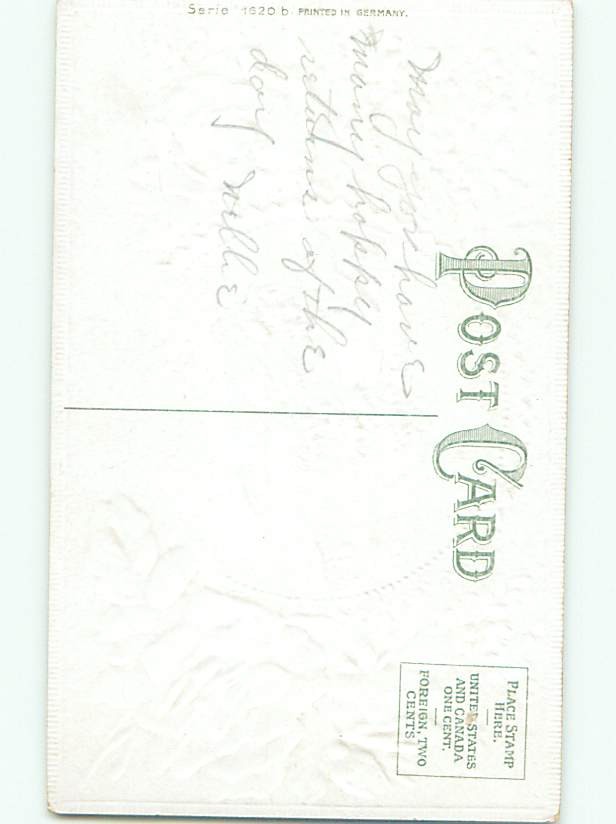 POST CARD
May you have
many happy
returns of the
day Nellie
PLACE STAMP
HERE.
UNITED STATES
AND CANADA
ONE CENT.
FOREIGN, TWO
CENTS
Serie 1620 b. PRINTED IN GERMANY.